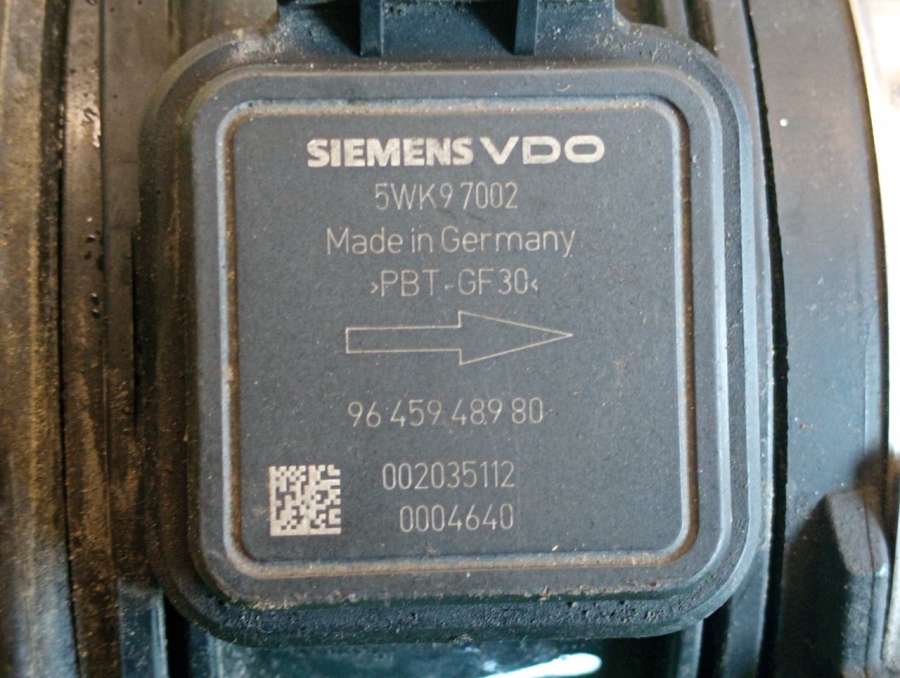 SIEMENS VDO
5WK9 7002
Made in Germany
›PBT-GF30‹
96 459 489 80
002035112
0004640